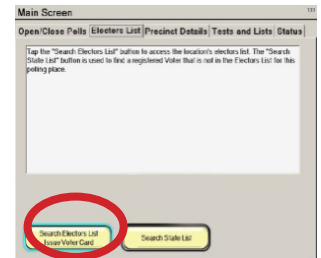 Main Screen
Open/Close Polls Electors List Precinct Details Tests and Lists Status
Tap the "Search Electors List" button to access the location's electors list. The "Search
State List" button is used to find a registered Voter that is not in the Electors List for this
polling place.
Search Electors List
Issue Voter Card
Search State List